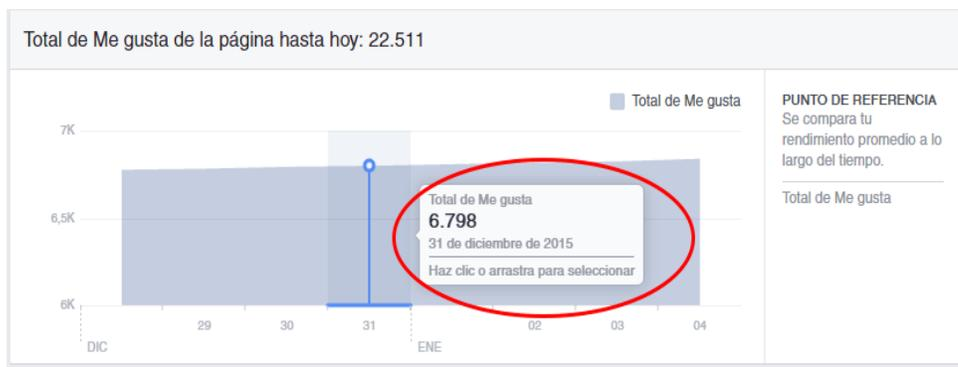 Total de Me gusta de la página hasta hoy: 22.511
Total de Me gusta
PUNTO DE REFERENCIA
Se compara tu
rendimiento promedio a lo
largo del tiempo.
Total de Me gusta
7K
6,5K
6K
Total de Me gusta
6.798
31 de diciembre de 2015
Haz clic o arrastra para seleccionar
29 30 31 02 03 04
DIC ENE